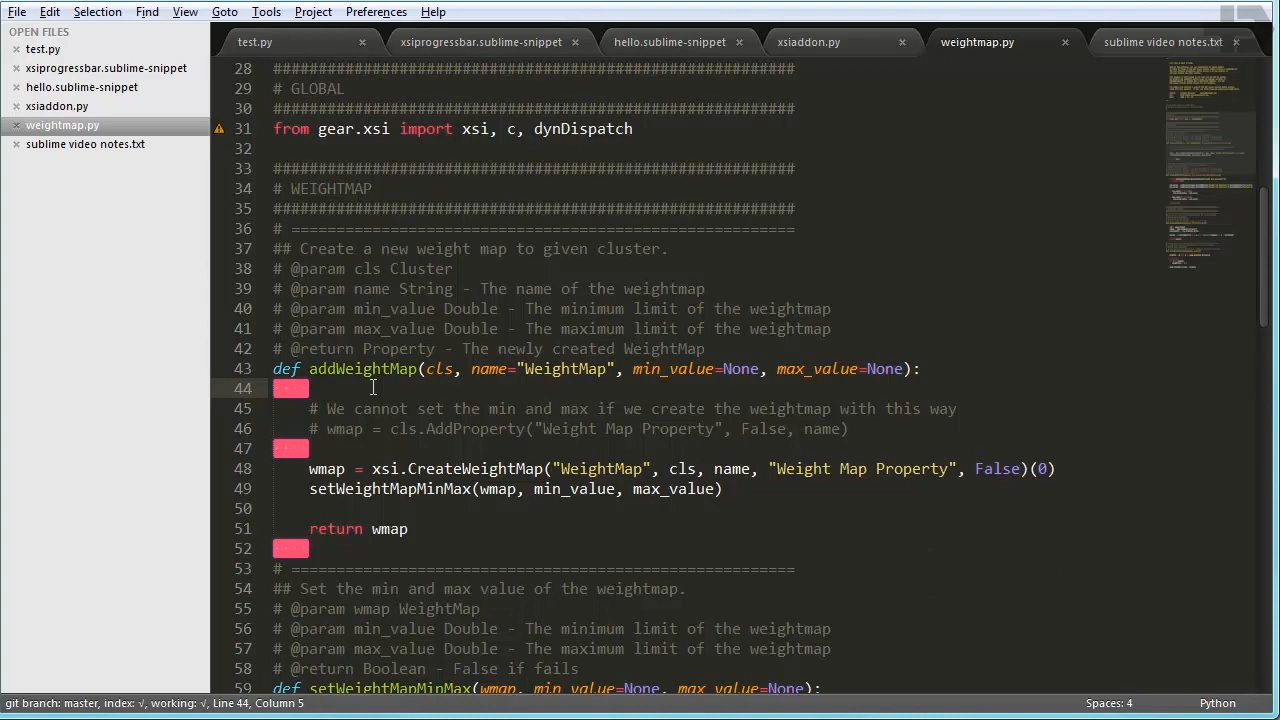 File Edit Selection Find View Goto Tools Project Preferences Help
OPEN FILES
test.py
xsiprogressbar.sublime-snippet
hello.sublime-snippet
xsiaddon.py
weightmap.py
sublime video notes.txt
test.py xsiprogressbar.sublime-snippet hello.sublime-snippet xsiaddon.py weightmap.py sublime video notes.txt
28 ##########################################################
29 # GLOBAL
30 ##########################################################
31 from gear.xsi import xsi, c, dynDispatch
32
33 ##########################################################
34 # WEIGHTMAP
35 ##########################################################
36 # ========================================================
37 ## Create a new weight map to given cluster.
38 # @param cls Cluster
39 # @param name String - The name of the weightmap
40 # @param min_value Double - The minimum limit of the weightmap
41 # @param max_value Double - The maximum limit of the weightmap
42 # @return Property - The newly created WeightMap
43 def addWeightMap(cls, name="WeightMap", min_value=None, max_value=None):
44
45 # We cannot set the min and max if we create the weightmap with this way
46 # wmap = cls.AddProperty("Weight Map Property", False, name)
47
48 wmap = xsi.CreateWeightMap("WeightMap", cls, name, "Weight Map Property", False)(0)
49 setWeightMapMinMax(wmap, min_value, max_value)
50
51 return wmap
52
53 # ========================================================
54 ## Set the min and max value of the weightmap.
55 # @param wmap WeightMap
56 # @param min_value Double - The minimum limit of the weightmap
57 # @param max_value Double - The maximum limit of the weightmap
58 # @return Boolean - False if fails
59 def setWeightMapMinMax(wmap, min_value=None, max_value=None):
git branch: master, index: √, working: √, Line 44, Column 5 Spaces: 4 Python